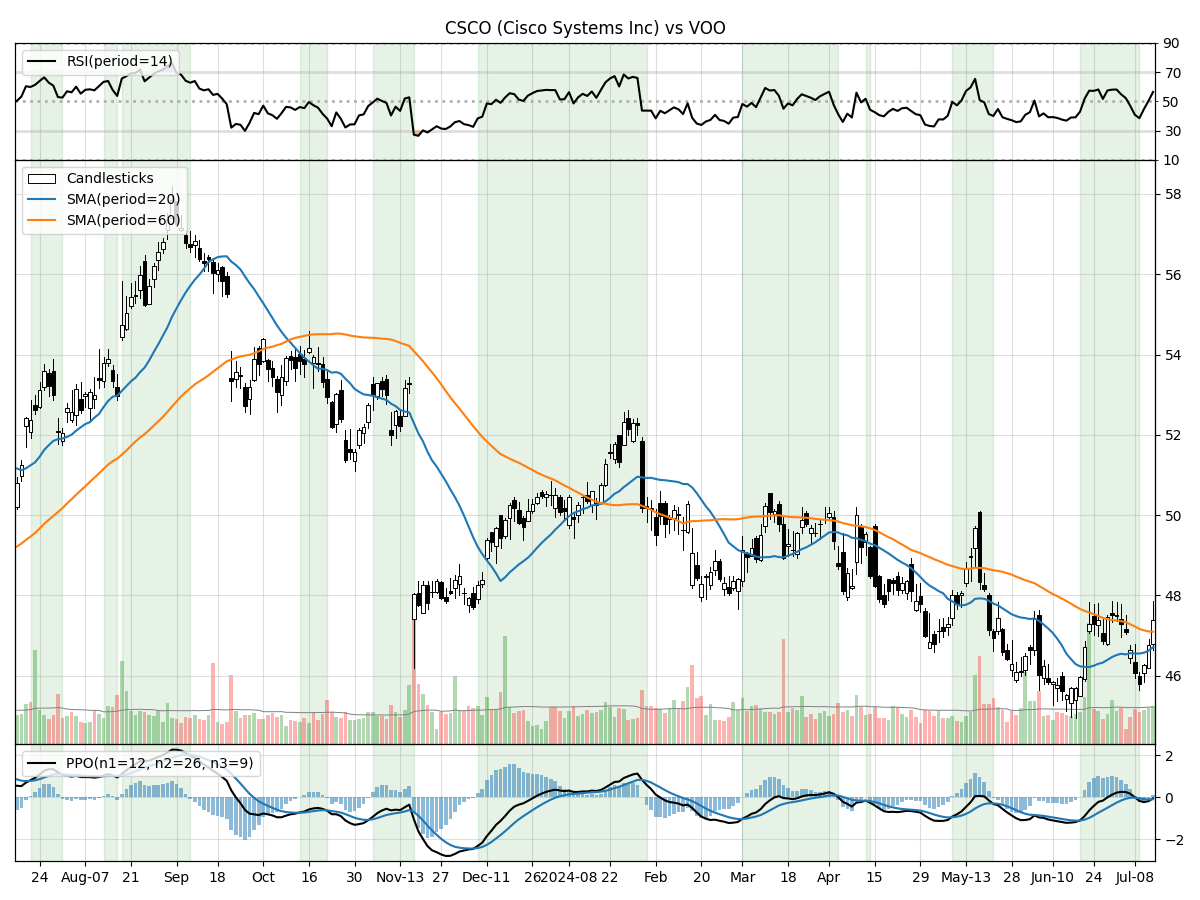 CSCO (Cisco Systems Inc) vs VOO
RSI(period=14)
90
70
50
30
10
Candlesticks
SMA(period=20)
SMA(period=60)
58
56
54
52
50
48
46
PPO(n1=12, n2=26, n3=9)
2
0
−2
24 Aug-07 21 Sep 18 Oct 16 30 Nov-13 27 Dec-11 26 2024-08 22 Feb 20 Mar 18 Apr 15 29 May-13 28 Jun-10 24 Jul-08